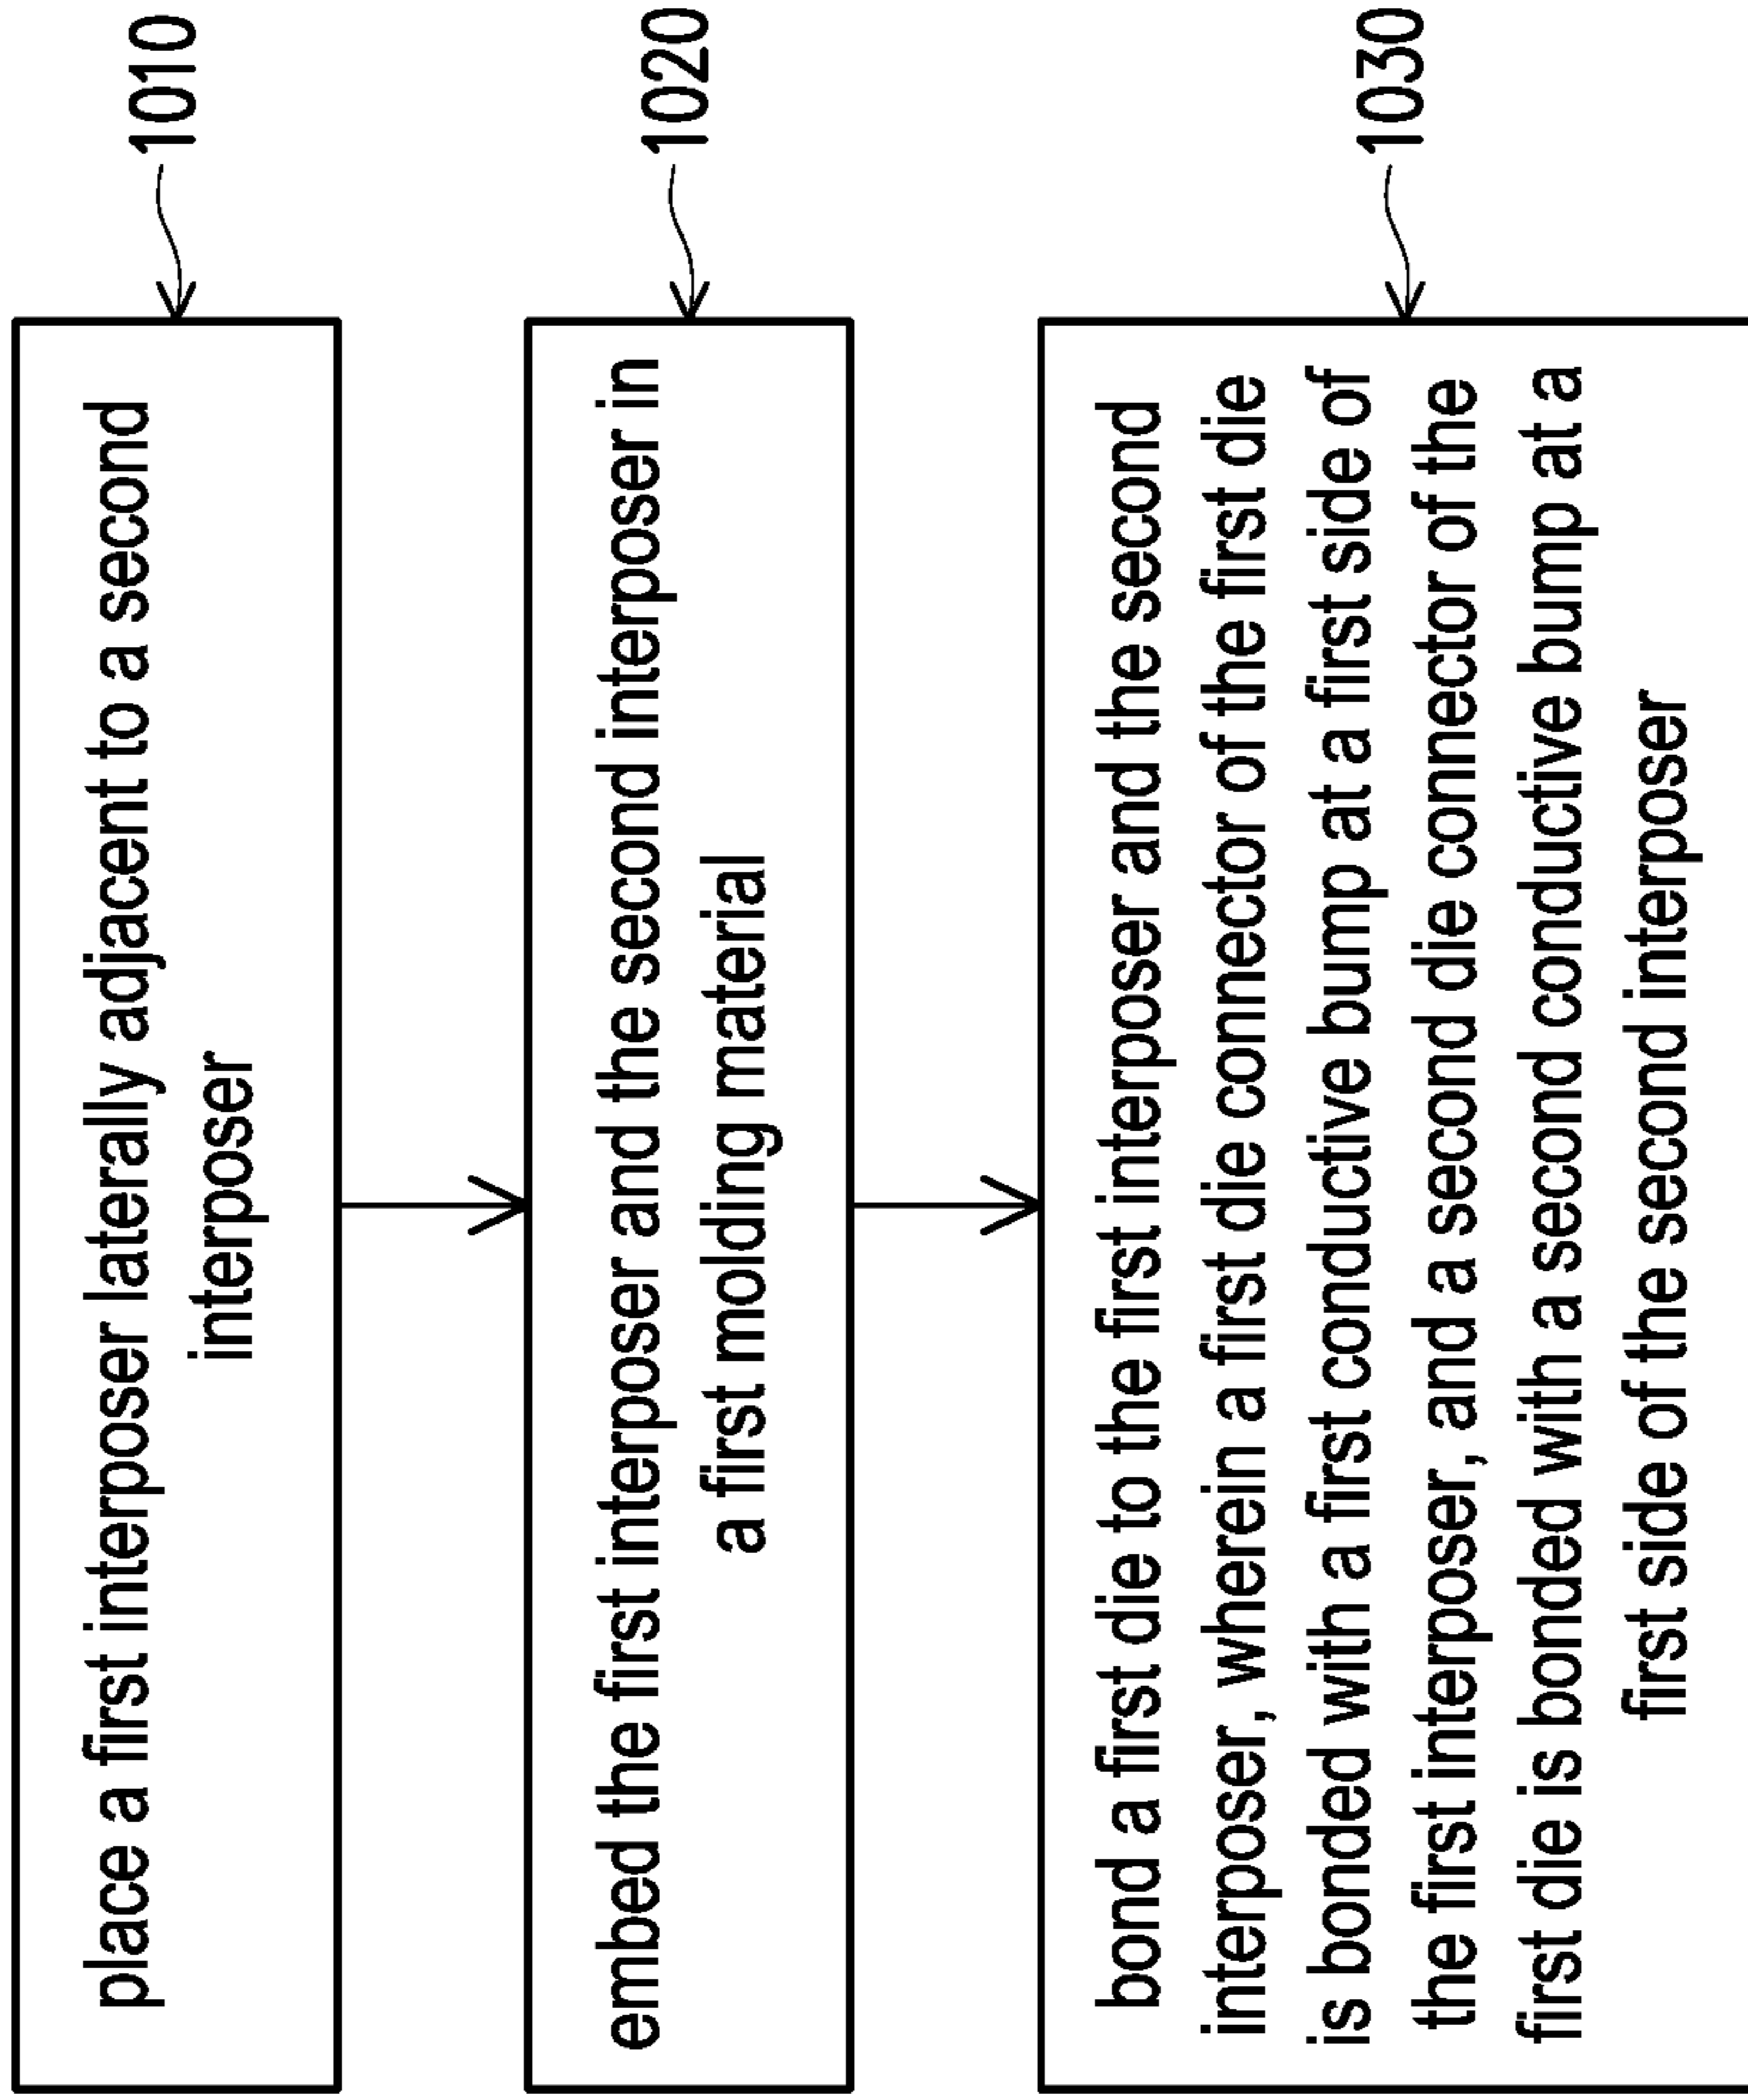 place a first interposer laterally adjacent to a second
interposer
1010
embed the first interposer and the second interposer in
a first molding material
1020
bond a first die to the first interposer and the second
interposer, wherein a first die connector of the first die
is bonded with a first conductive bump at a first side of
the first interposer, and a second die connector of the
first die is bonded with a second conductive bump at a
first side of the second interposer
1030